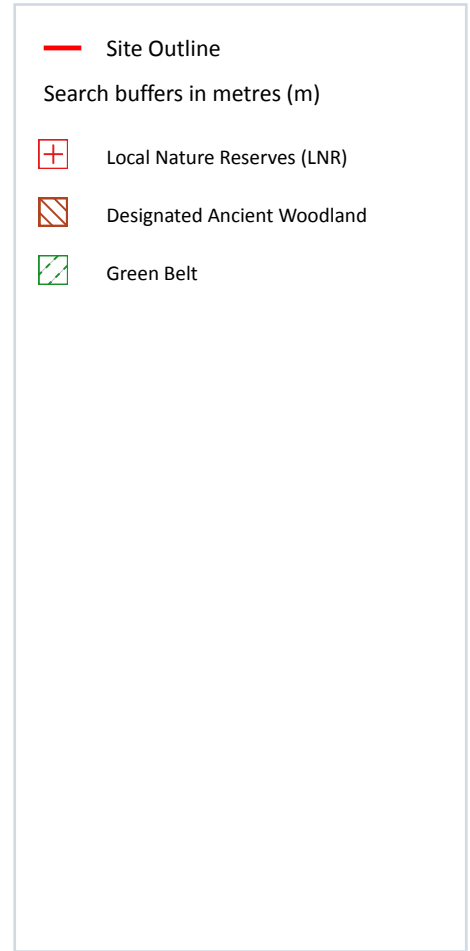 Site Outline
Search buffers in metres (m)
Local Nature Reserves (LNR)
Designated Ancient Woodland
Green Belt